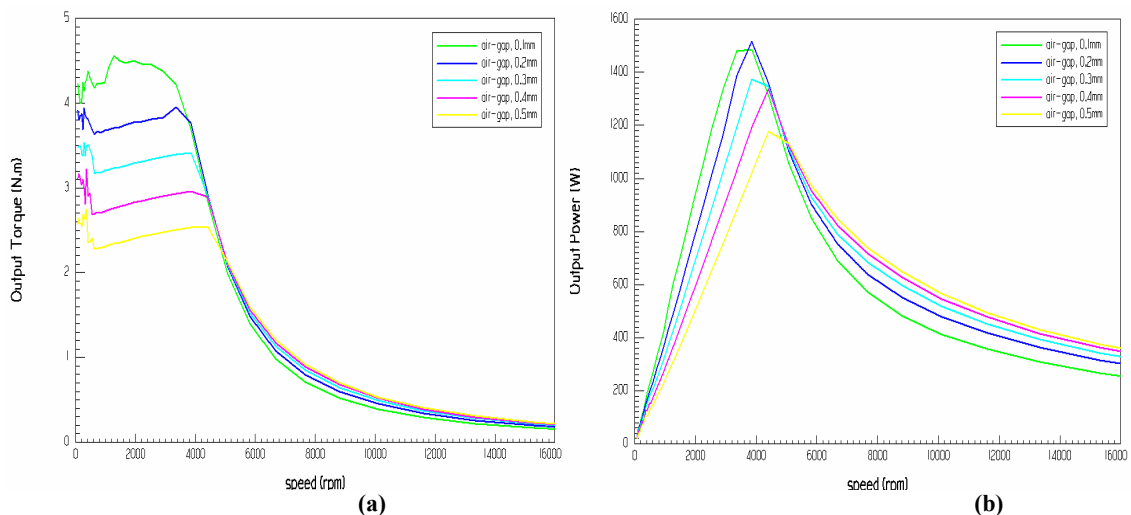 5
4
3
2
1
0
Output Torque (N.m)
air-gap, 0.1mm
air-gap, 0.2mm
air-gap, 0.3mm
air-gap, 0.4mm
air-gap, 0.5mm
0 2000 4000 6000 8000 10000 12000 14000 16000
speed (rpm)
(a)
1600
1400
1200
1000
800
600
400
200
0
Output Power (W)
air-gap, 0.1mm
air-gap, 0.2mm
air-gap, 0.3mm
air-gap, 0.4mm
air-gap, 0.5mm
0 2000 4000 6000 8000 10000 12000 14000 16000
speed (rpm)
(b)